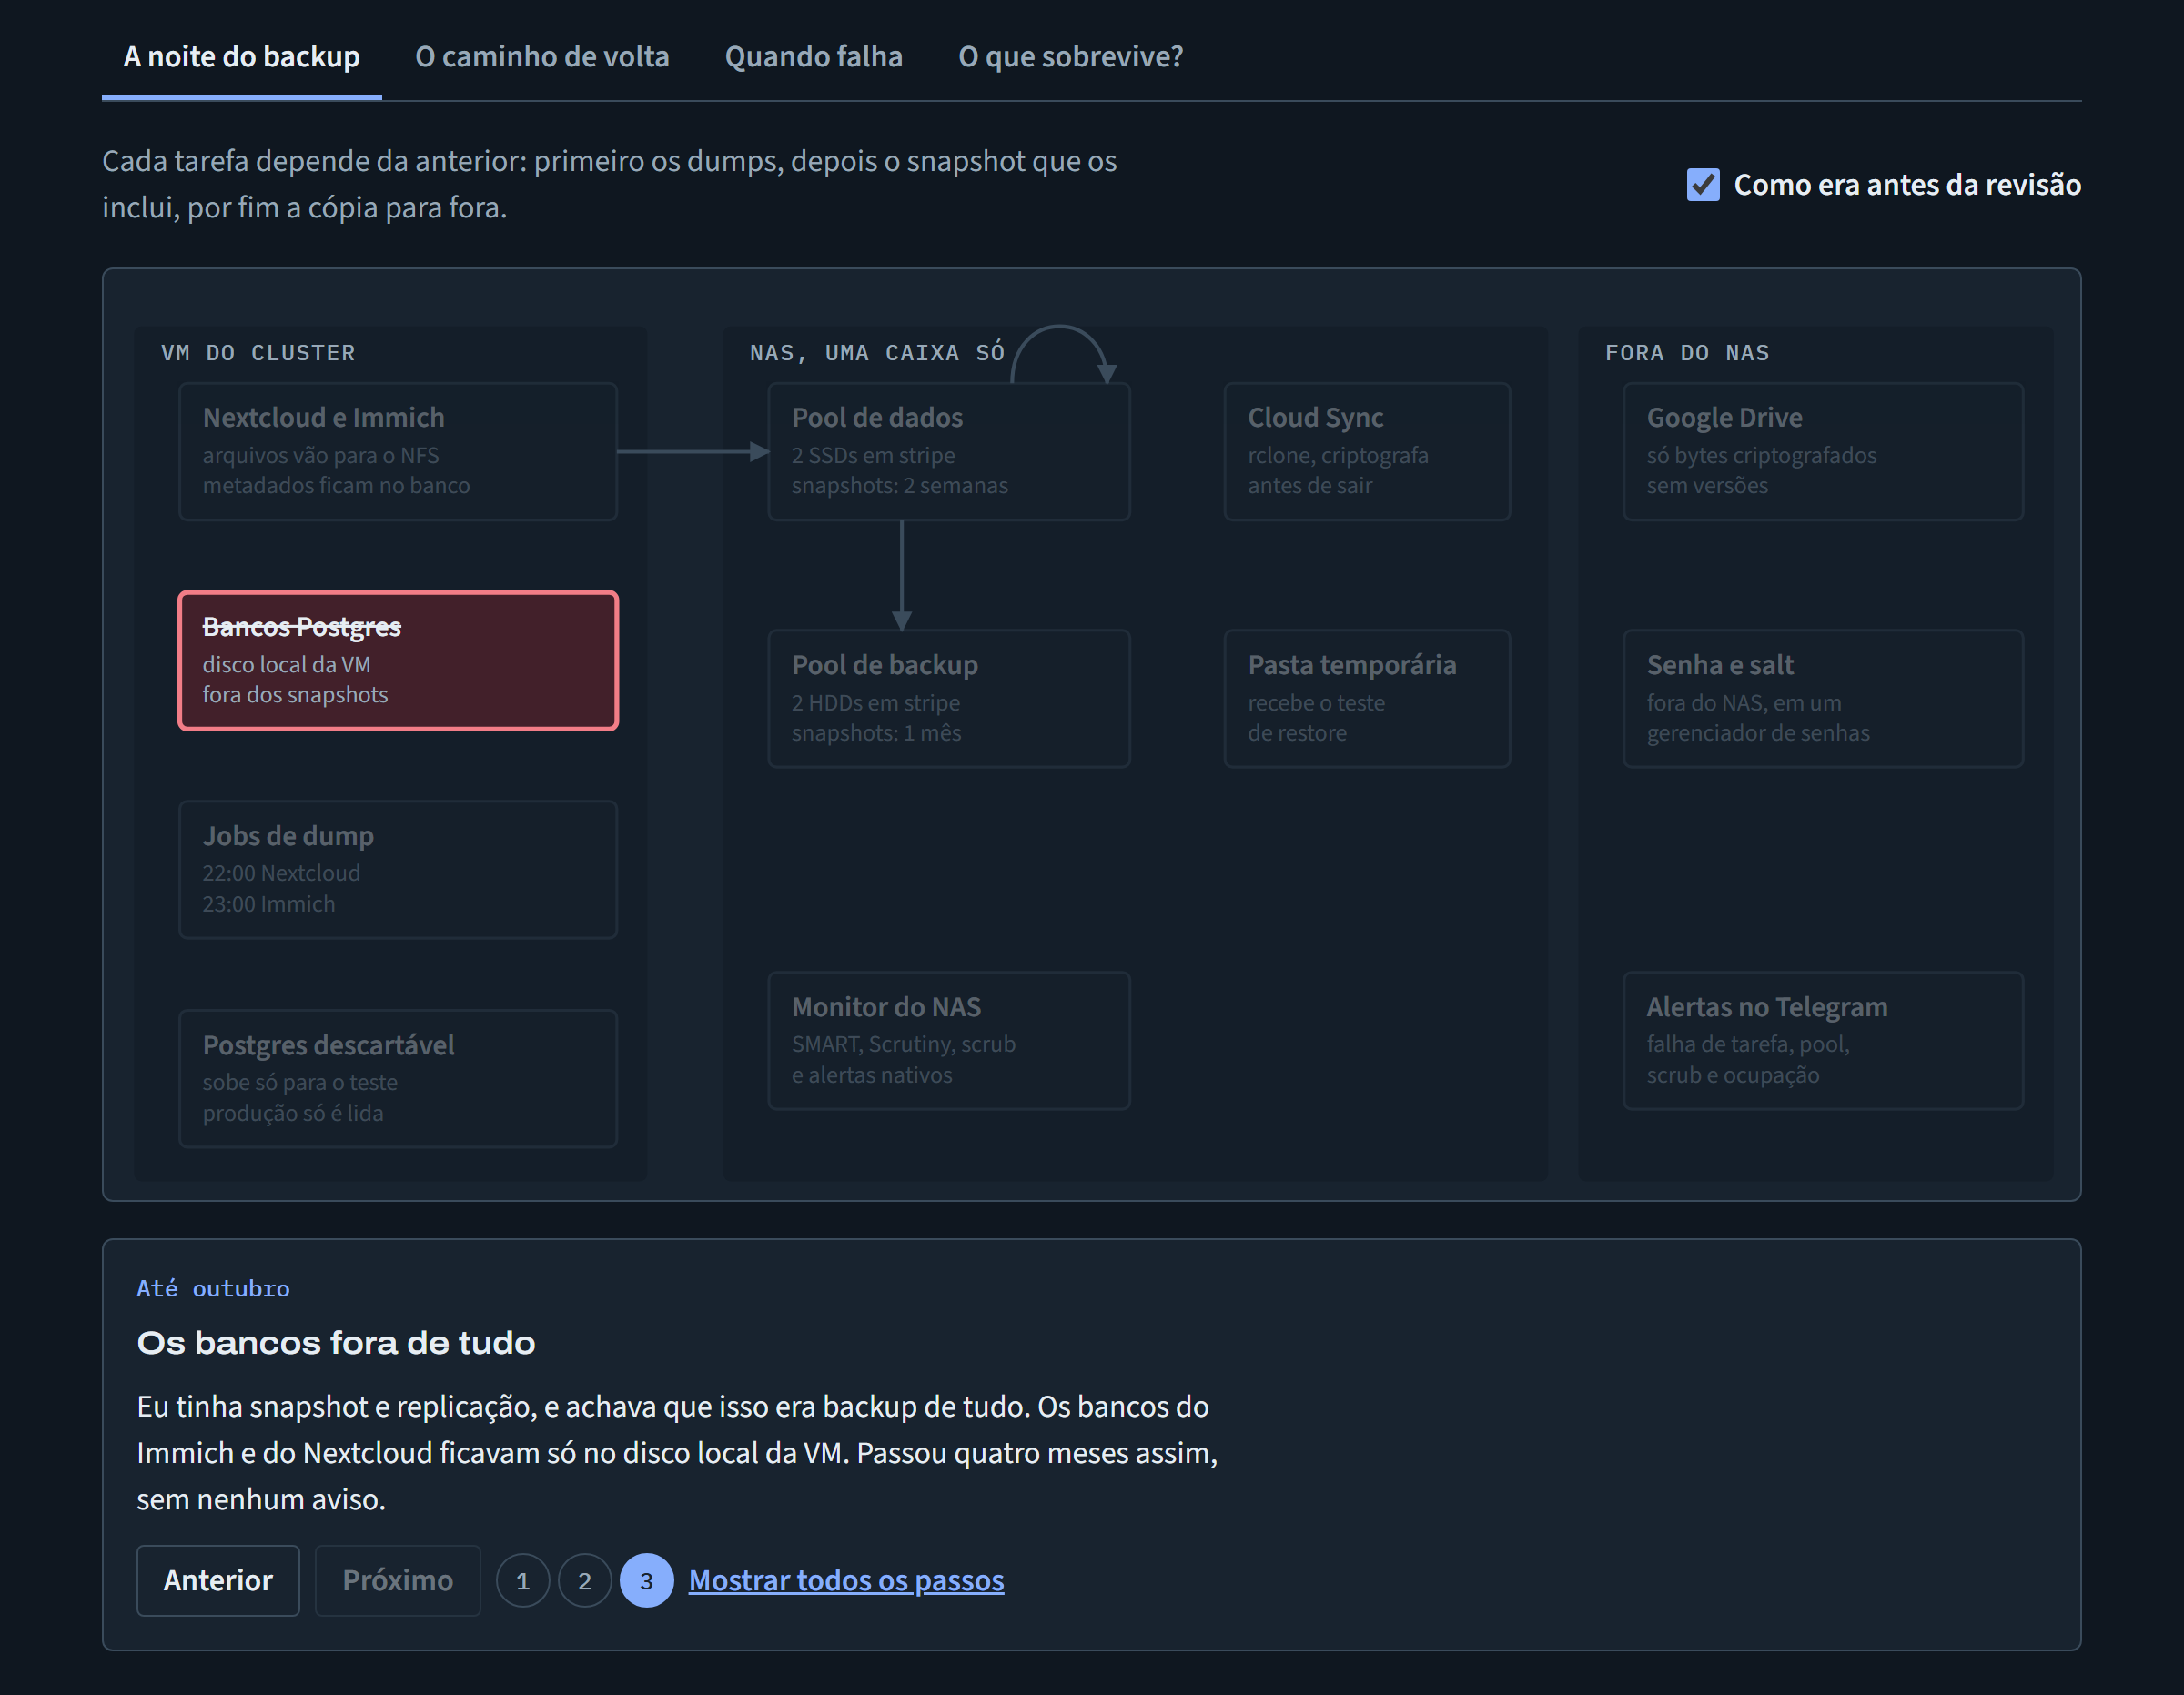 A noite do backup
O caminho de volta
Quando falha
O que sobrevive?
Cada tarefa depende da anterior: primeiro os dumps, depois o snapshot que os
inclui, por fim a cópia para fora.
Como era antes da revisão
VM DO CLUSTER
Nextcloud e Immich
arquivos vão para o NFS
metadados ficam no banco
Bancos Postgres
disco local da VM
fora dos snapshots
Jobs de dump
22:00 Nextcloud
23:00 Immich
Postgres descartável
sobe só para o teste
produção só é lida
NAS, UMA CAIXA SÓ
Pool de dados
2 SSDs em stripe
snapshots: 2 semanas
Cloud Sync
rclone, criptografa
antes de sair
Pool de backup
2 HDDs em stripe
snapshots: 1 mês
Pasta temporária
recebe o teste
de restore
Monitor do NAS
SMART, Scrutiny, scrub
e alertas nativos
FORA DO NAS
Google Drive
só bytes criptografados
sem versões
Senha e salt
fora do NAS, em um
gerenciador de senhas
Alertas no Telegram
falha de tarefa, pool,
scrub e ocupação
Até outubro
Os bancos fora de tudo
Eu tinha snapshot e replicação, e achava que isso era backup de tudo. Os bancos do
Immich e do Nextcloud ficavam só no disco local da VM. Passou quatro meses assim,
sem nenhum aviso.
Anterior
Próximo
1
2
3
Mostrar todos os passos